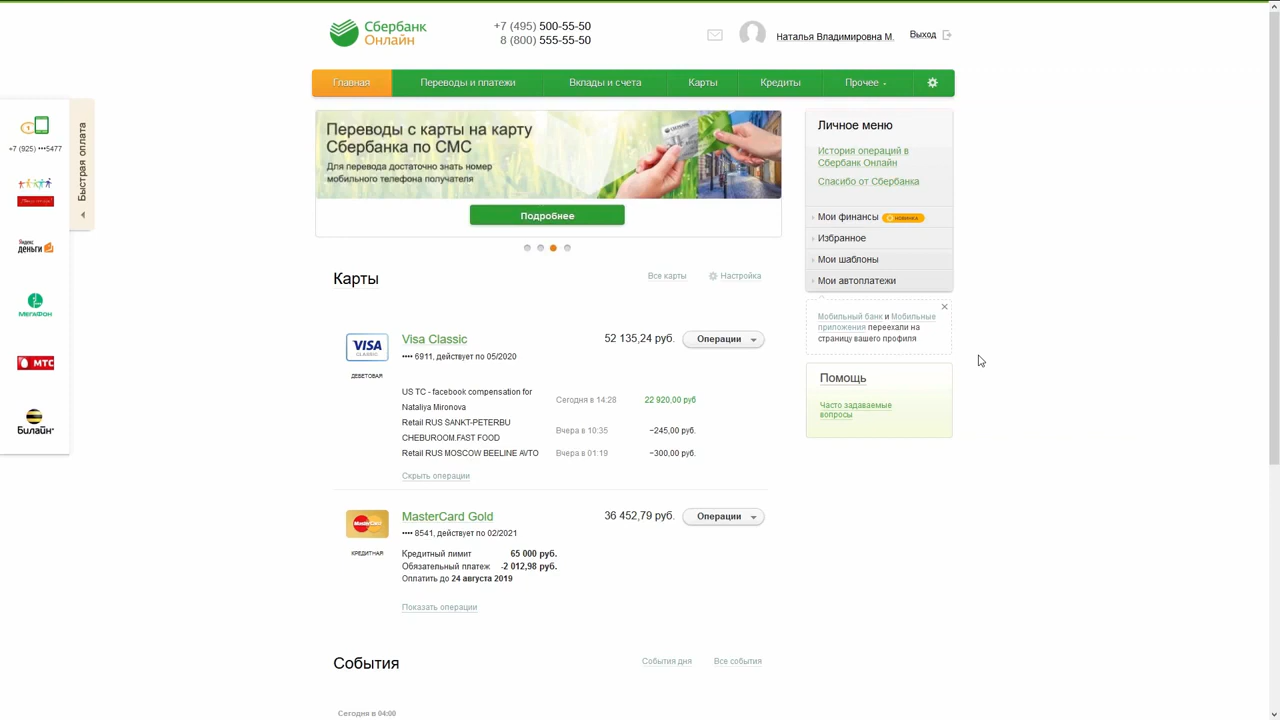 Сбербанк
Онлайн
+7 (495) 500-55-50
8 (800) 555-55-50
Наталья Владимировна М.
Выход
Главная
Переводы и платежи
Вклады и счета
Карты
Кредиты
Прочее
Быстрая оплата
+7 (925) •••5477
Яндекс
деньги
МЕГАФОН
МТС
Билайн
Переводы с карты на карту
Сбербанка по СМС
Для перевода достаточно знать номер
мобильного телефона получателя
Подробнее
Личное меню
История операций в
Сбербанк Онлайн
Спасибо от Сбербанка
Мои финансы НОВИНКА
Избранное
Мои шаблоны
Мои автоплатежи
Мобильный банк и Мобильные
приложения переехали на
страницу вашего профиля
Помощь
Часто задаваемые
вопросы
Карты
Все карты
Настройка
VISA
CLASSIC
ДЕБЕТОВАЯ
Visa Classic
52 135,24 руб.
Операции
•••• 6911, действует по 05/2020
US TC - facebook compensation for
Nataliya Mironova
Сегодня в 14:28
22 920,00 руб
Retail RUS SANKT-PETERBU
CHEBUROOM.FAST FOOD
Вчера в 10:35
−245,00 руб.
Retail RUS MOSCOW BEELINE AVTO
Вчера в 01:19
−300,00 руб.
Скрыть операции
MasterCard
КРЕДИТНАЯ
MasterCard Gold
36 452,79 руб.
Операции
•••• 8541, действует по 02/2021
Кредитный лимит 65 000 руб.
Обязательный платеж -2 012,98 руб.
Оплатить до 24 августа 2019
Показать операции
События
События дня
Все события
Сегодня в 04:00